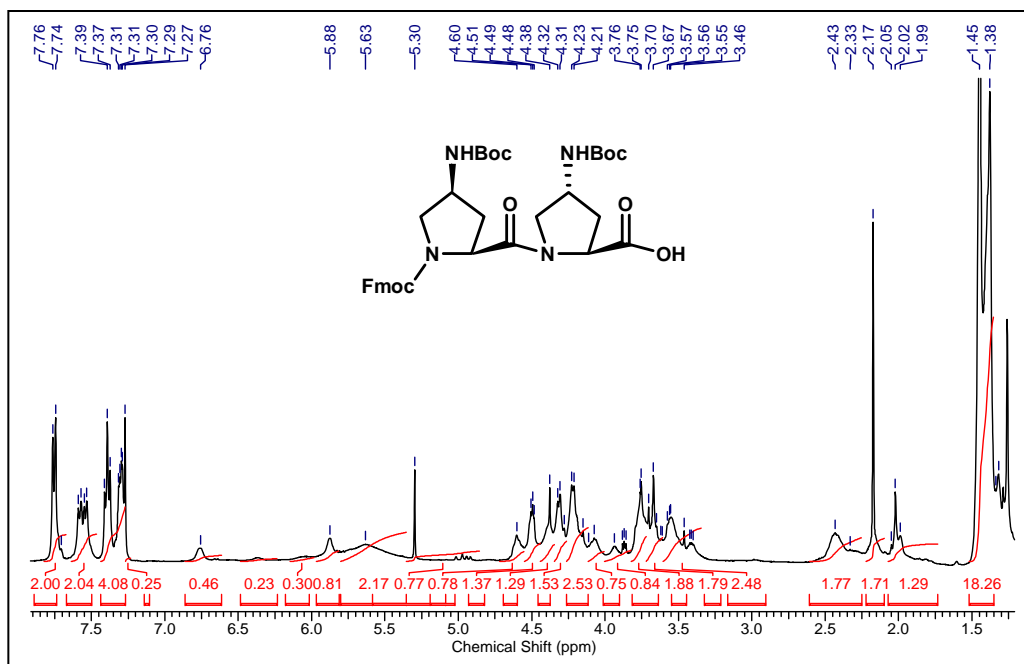 7.76 7.74 7.39 7.37 7.31 7.31 7.30 7.29 7.27 6.76 5.88 5.63 5.30 4.60 4.51 4.49 4.48 4.38 4.32 4.31 4.23 4.21 3.76 3.75 3.70 3.67 3.57 3.56 3.55 3.46 2.43 2.33 2.17 2.05 2.02 1.99 1.45 1.38
NHBoc NHBoc
O O
N N OH
Fmoc
2.00 2.04 4.08 0.25 0.46 0.23 0.30 0.81 2.17 0.77 0.78 1.37 1.29 1.53 2.53 0.75 0.84 1.88 1.79 2.48 1.77 1.71 1.29 18.26
7.5 7.0 6.5 6.0 5.5 5.0 4.5 4.0 3.5 3.0 2.5 2.0 1.5
Chemical Shift (ppm)